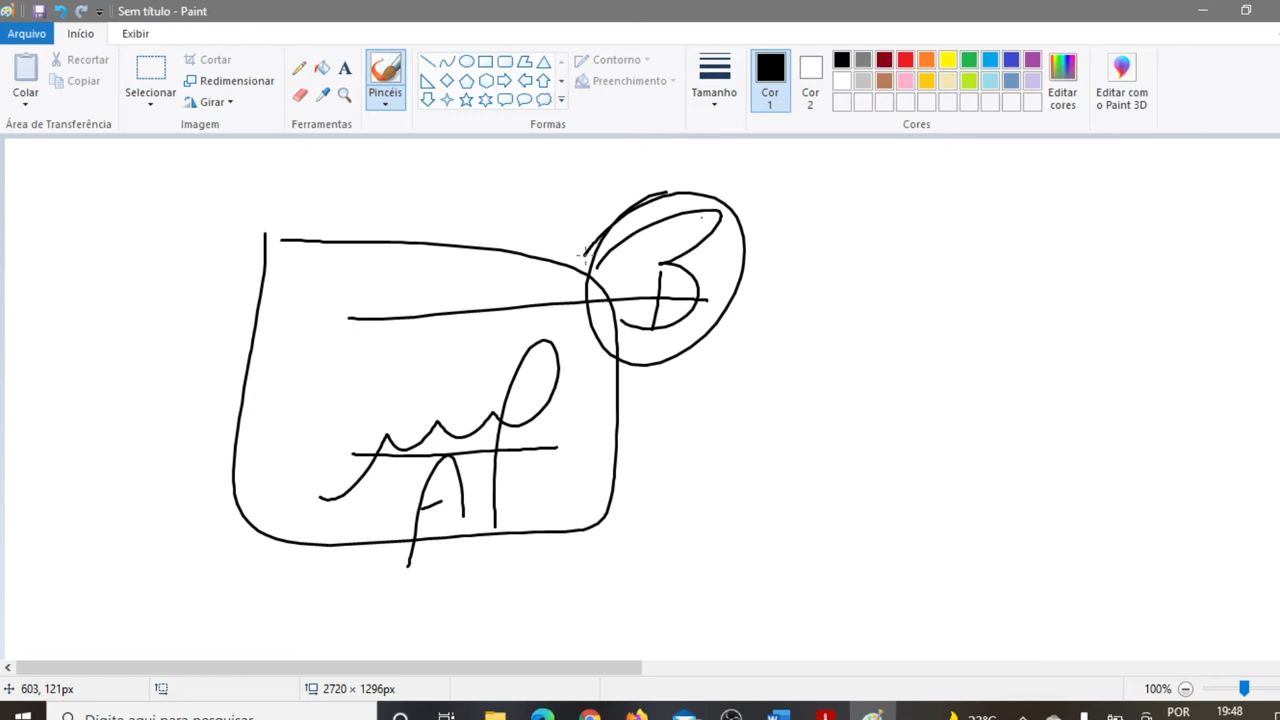 Sem título - Paint
Arquivo Início Exibir
Colar
Recortar
Copiar
Área de Transferência
Selecionar
Cortar
Redimensionar
Girar
Imagem
A
Ferramentas
Pincéis
Contorno
Preenchimento
Formas
Tamanho
Cor 1
Cor 2
Editar cores
Cores
Editar com o Paint 3D
603, 121px
2720 × 1296px
100%
Digite aqui para pesquisar
22°C
POR
19:48